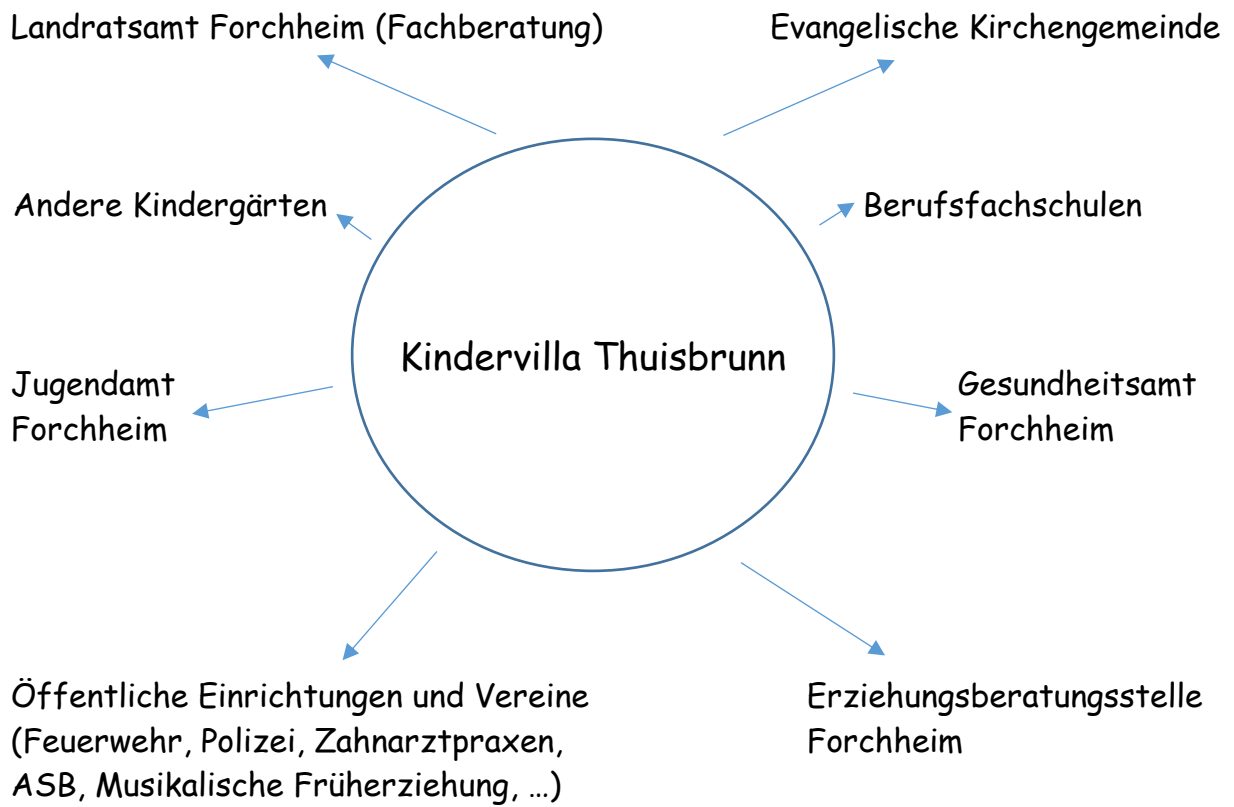 Landratsamt Forchheim (Fachberatung)
Evangelische Kirchengemeinde
Andere Kindergärten
Berufsfachschulen
Kindervilla Thuisbrunn
Jugendamt
Forchheim
Gesundheitsamt
Forchheim
Öffentliche Einrichtungen und Vereine
(Feuerwehr, Polizei, Zahnarztpraxen,
ASB, Musikalische Früherziehung, …)
Erziehungsberatungsstelle
Forchheim